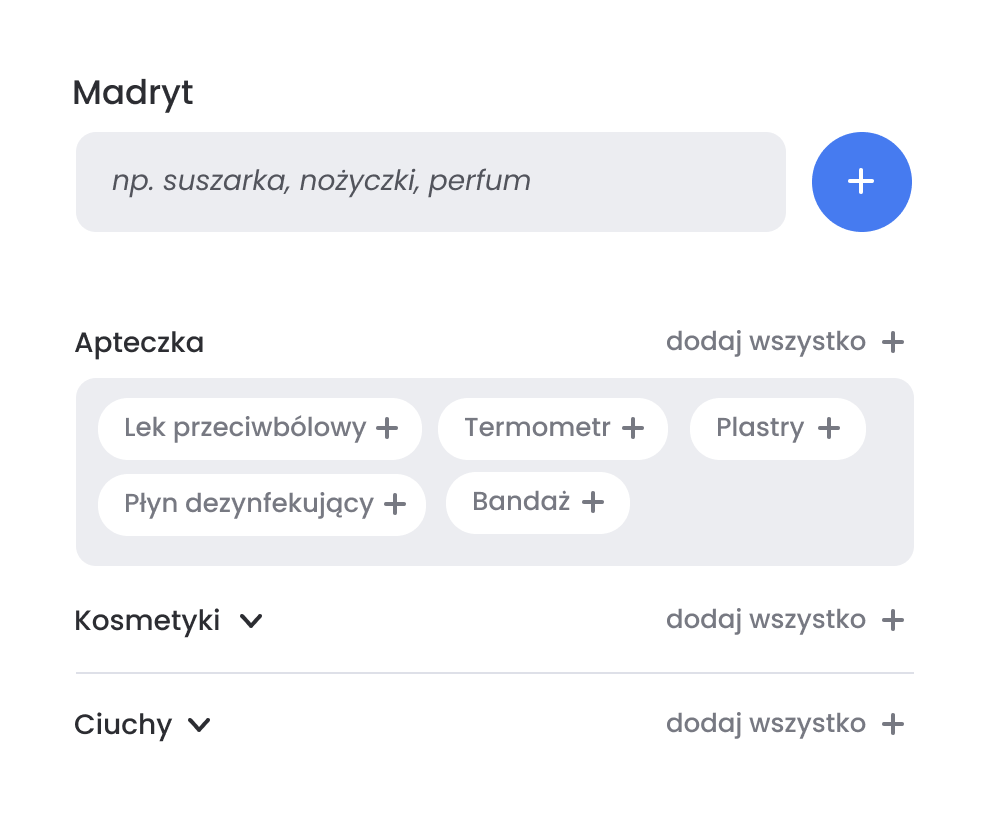 Madryt
np. suszarka, nożyczki, perfum
Apteczka dodaj wszystko
Lek przeciwbólowy Termometr Plastry
Płyn dezynfekujący Bandaż
Kosmetyki dodaj wszystko
Ciuchy dodaj wszystko